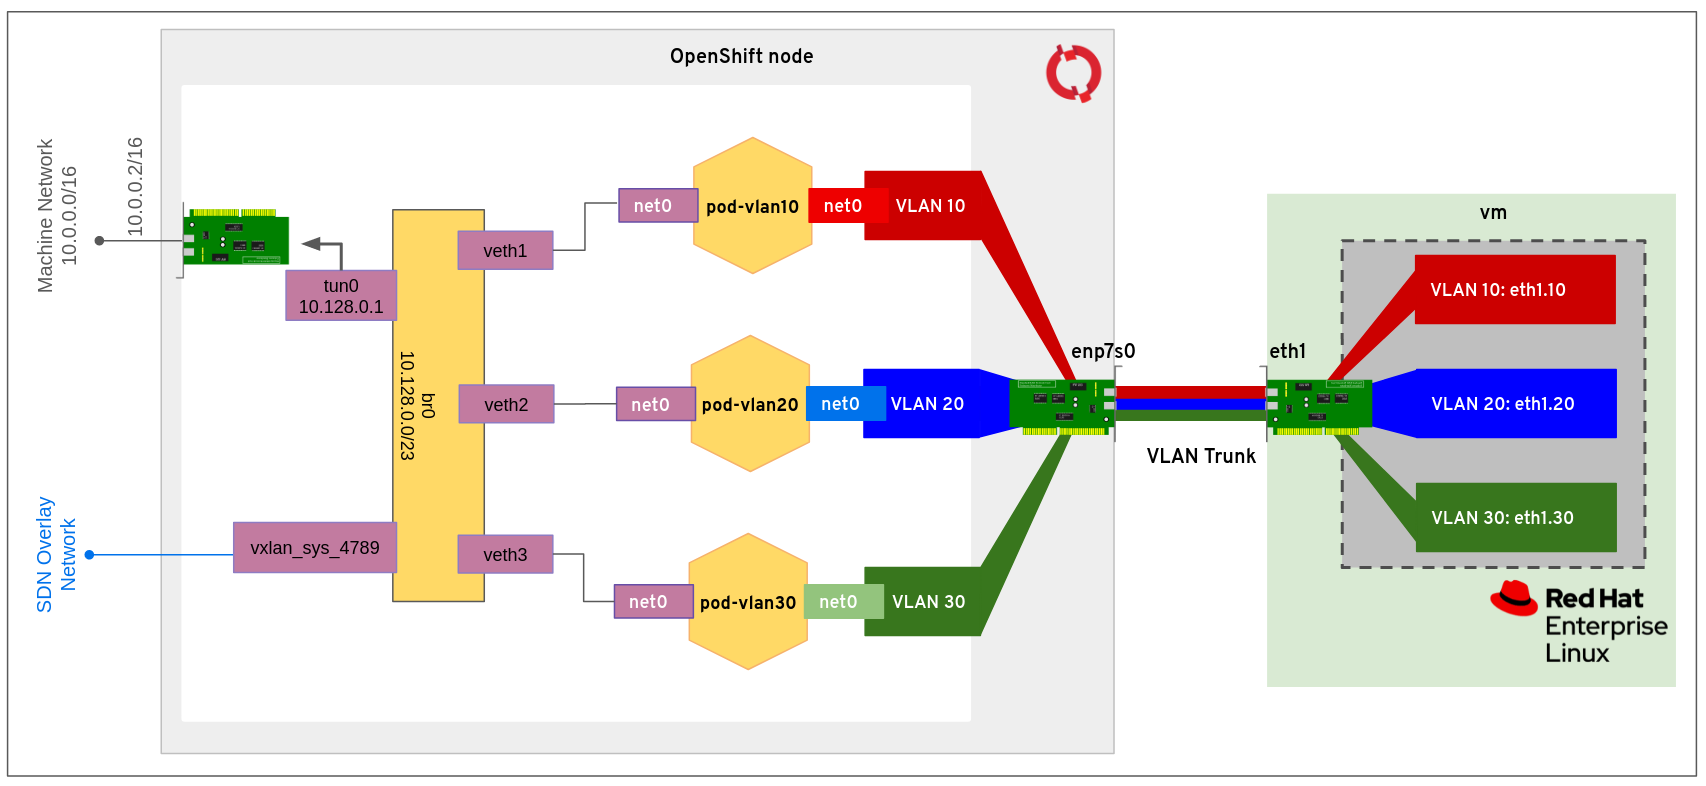 OpenShift node
Machine Network
10.0.0.0/16
10.0.0.2/16
tun0
10.128.0.1
br0
10.128.0.0/23
vxlan_sys_4789
SDN Overlay
Network
veth1
net0
pod-vlan10
net0
VLAN 10
veth2
net0
pod-vlan20
net0
VLAN 20
veth3
net0
pod-vlan30
net0
VLAN 30
enp7s0
VLAN Trunk
eth1
vm
VLAN 10: eth1.10
VLAN 20: eth1.20
VLAN 30: eth1.30
Red Hat
Enterprise
Linux